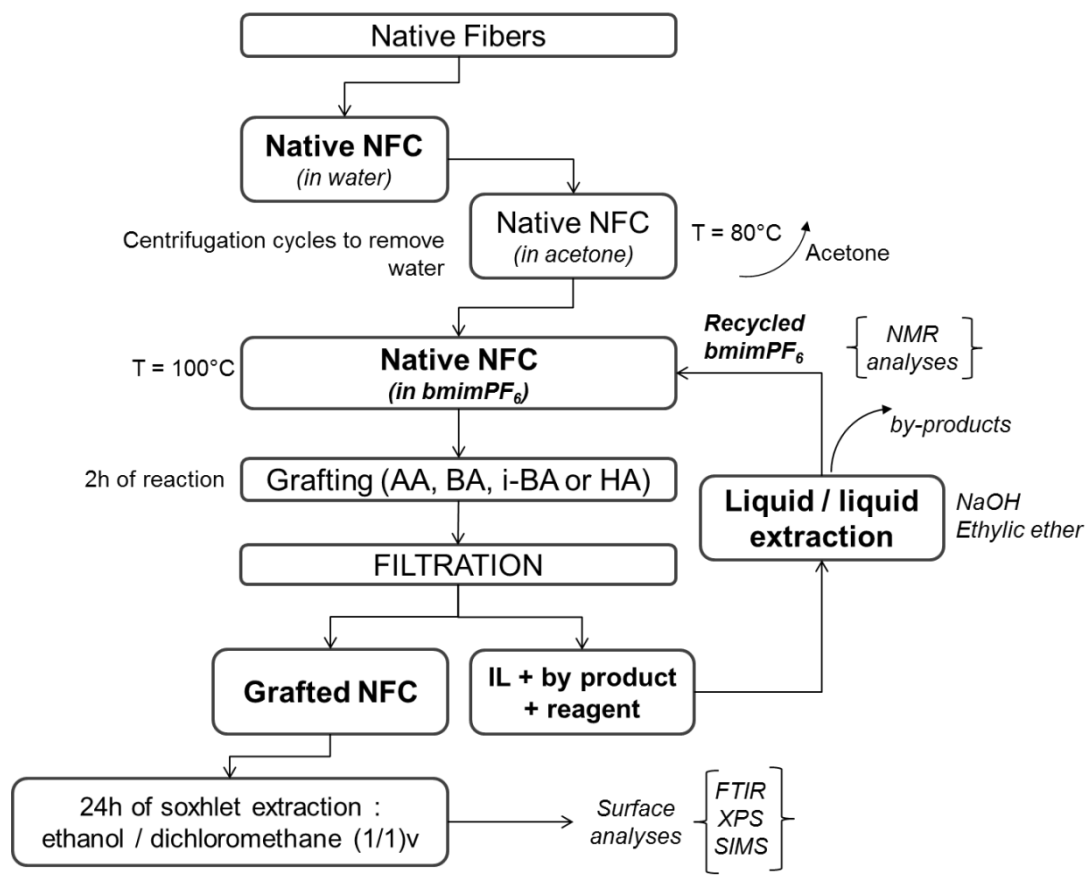 Native Fibers
Native NFC
(in water)
Native NFC
(in acetone)
Centrifugation cycles to remove
water
T = 80°C
Acetone
T = 100°C
Native NFC
(in bmimPF₆)
Recycled
bmimPF₆
NMR
analyses
by-products
2h of reaction
Grafting (AA, BA, i-BA or HA)
Liquid / liquid
extraction
NaOH
Ethylic ether
FILTRATION
Grafted NFC
IL + by product
+ reagent
24h of soxhlet extraction :
ethanol / dichloromethane (1/1)v
Surface
analyses
FTIR
XPS
SIMS